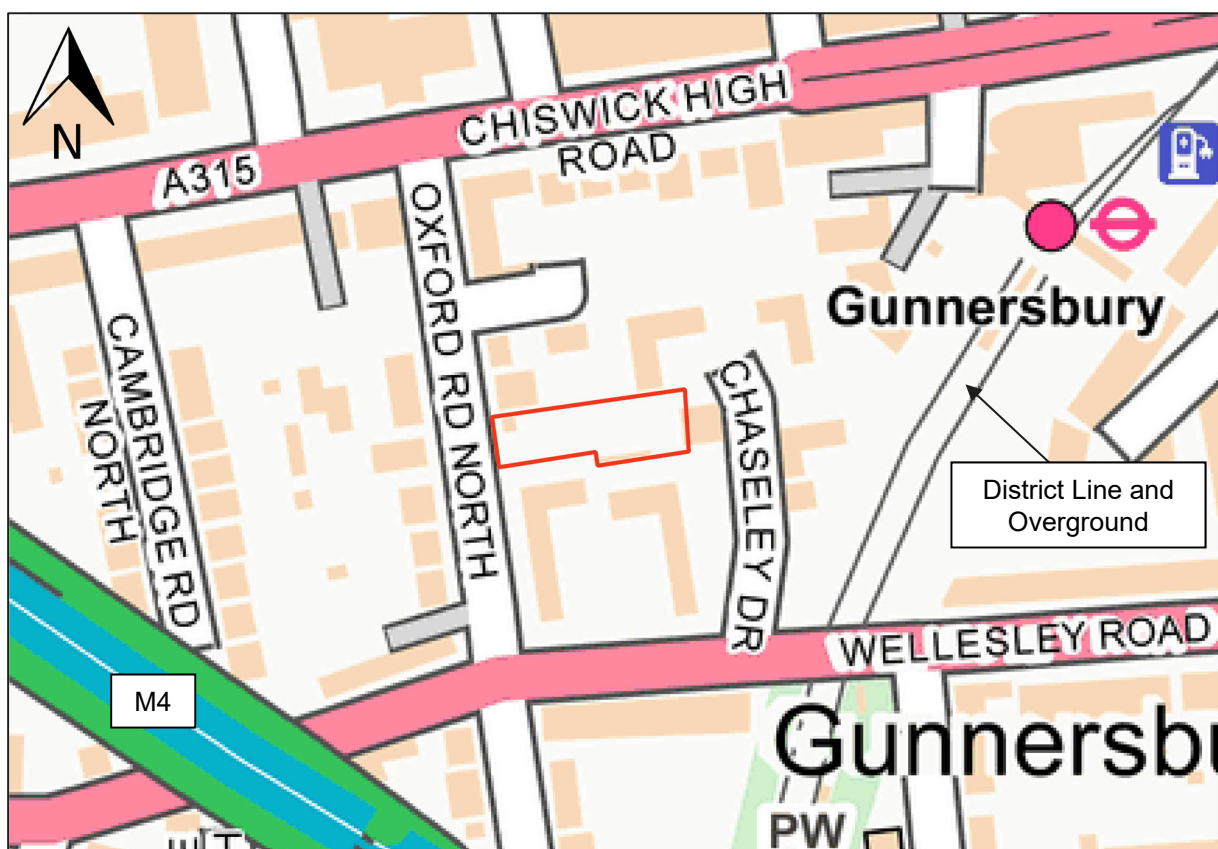 N
CHISWICK HIGH
ROAD
A315
OXFORD RD NORTH
CAMBRIDGE RD
NORTH
Gunnersbury
CHASELEY DR
District Line and
Overground
WELLESLEY ROAD
M4
Gunnersbu
PW